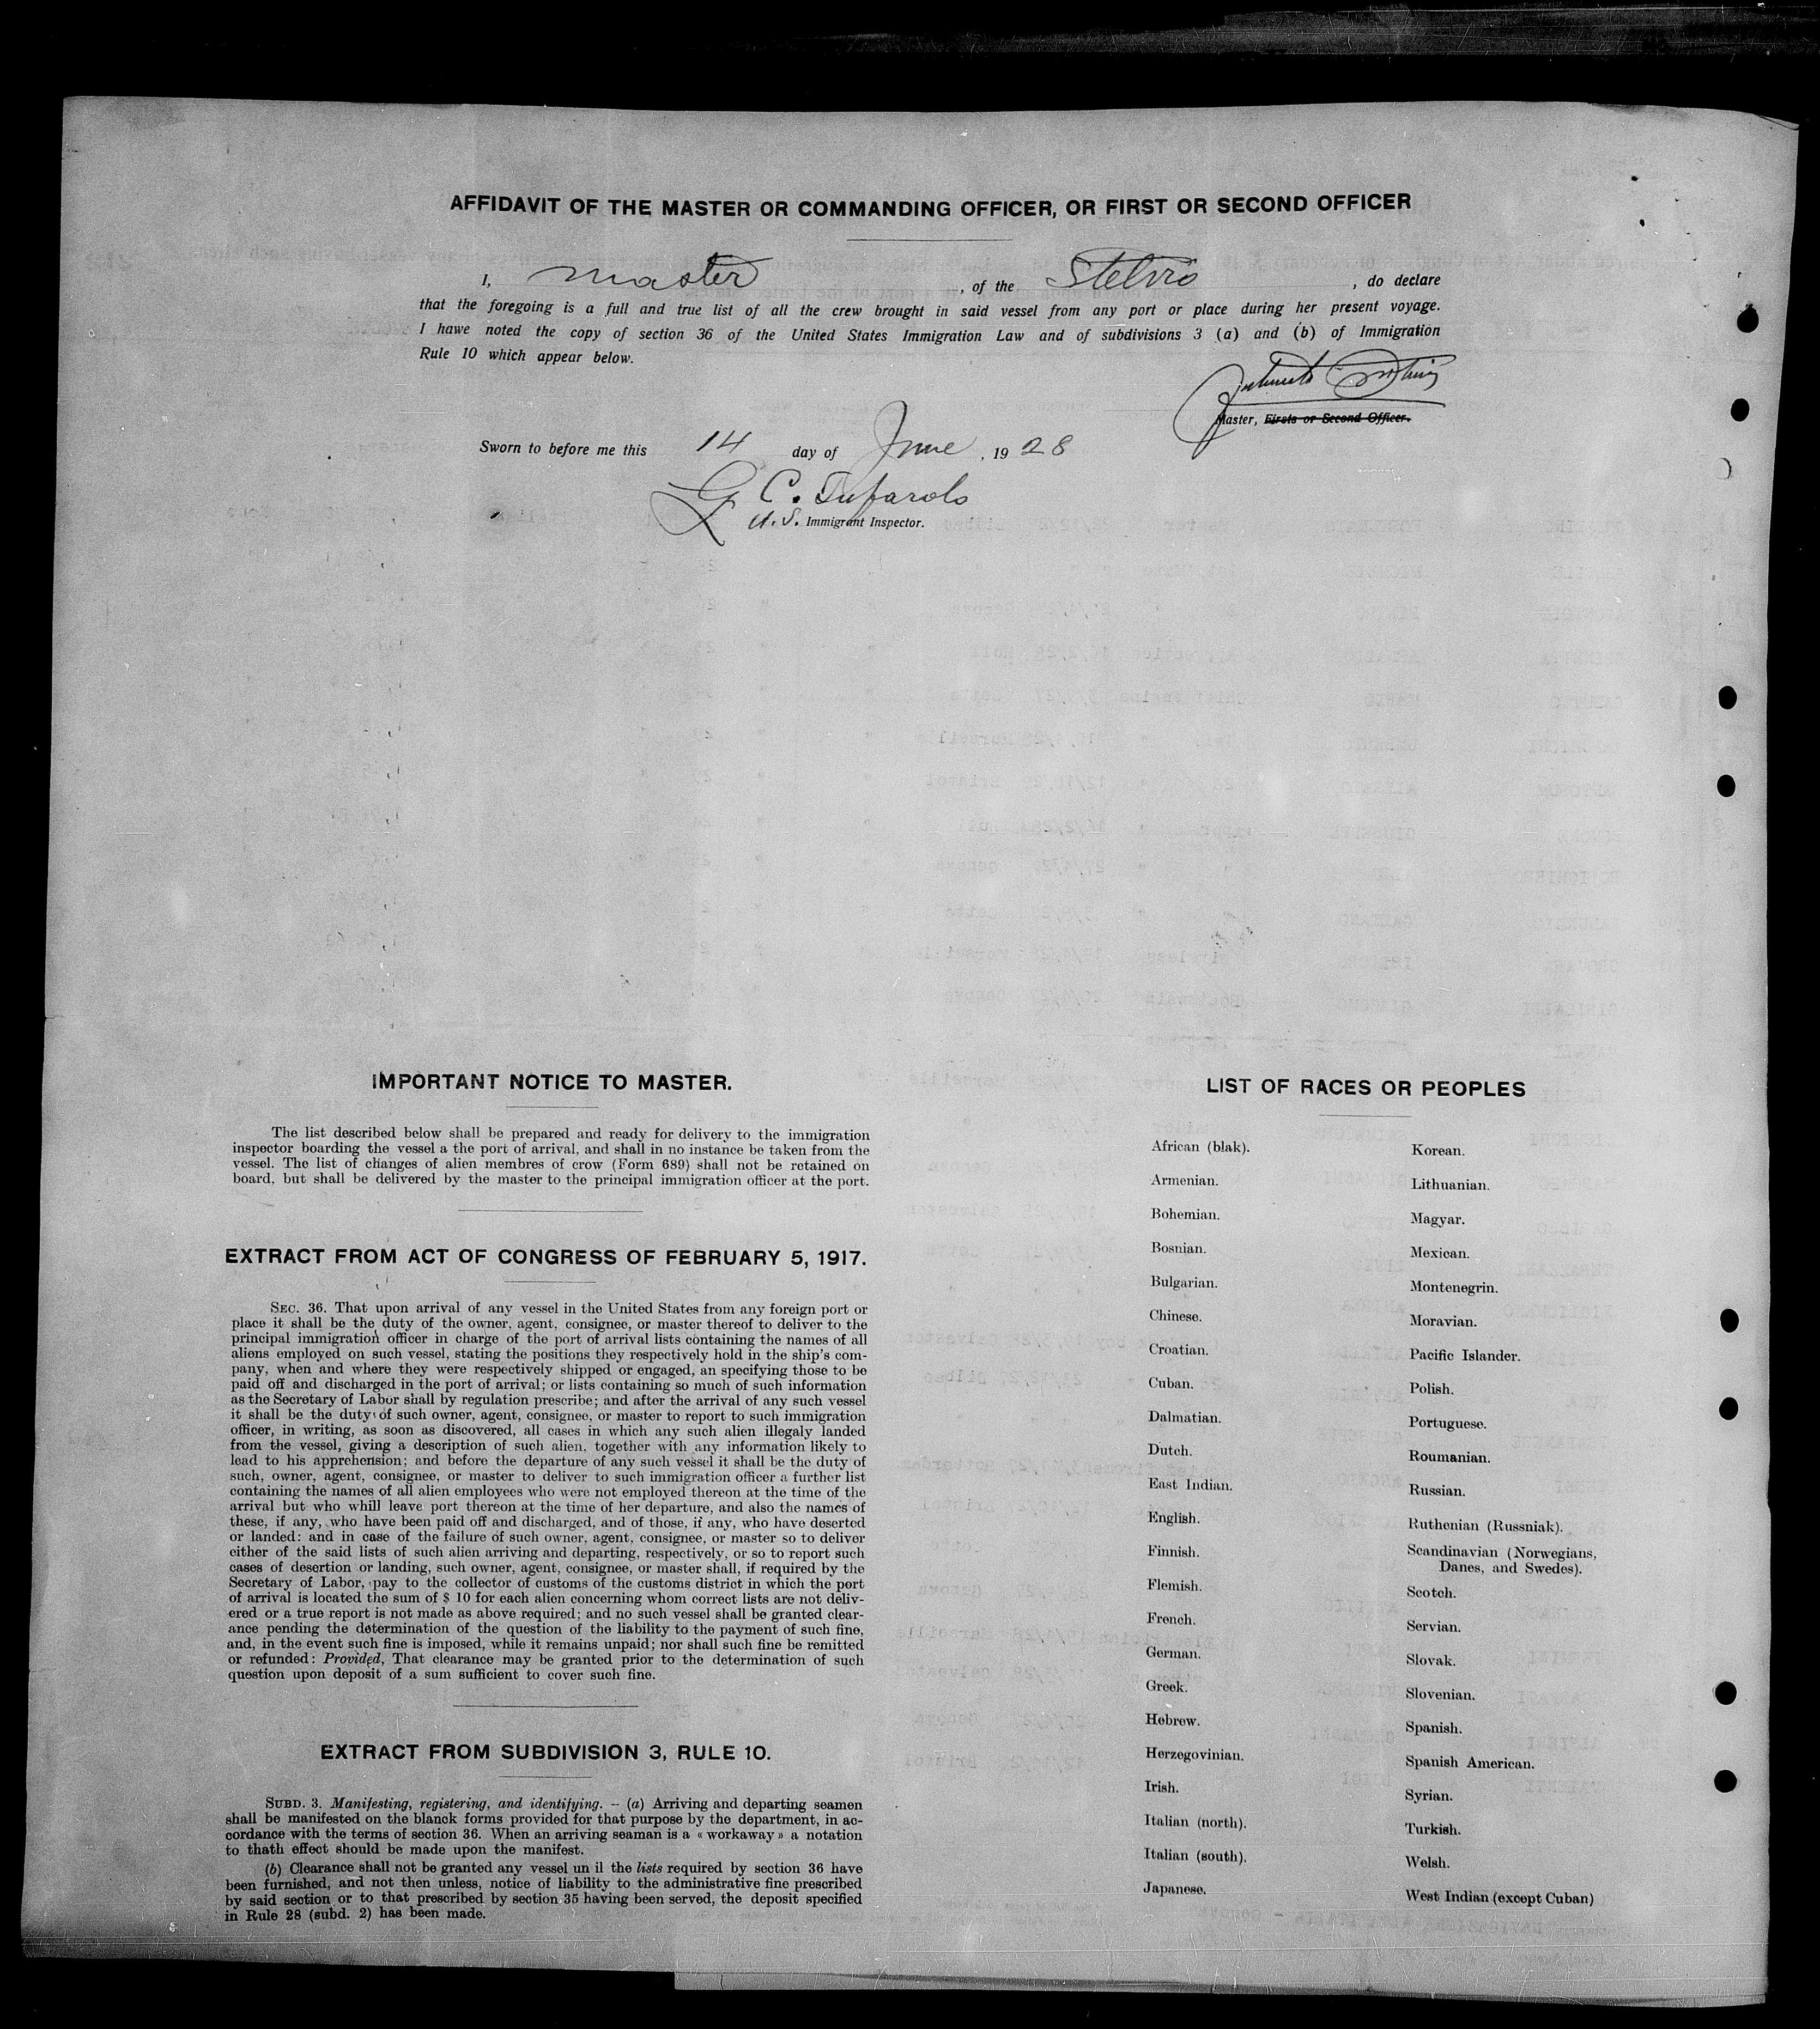 AFFIDAVIT OF THE MASTER OR COMMANDING OFFICER, OR FIRST OR SECOND OFFICER
I, master, of the Stelvio, do declare
that the foregoing is a full and true list of all the crew brought in said vessel from any port or place during her present voyage.
I hawe noted the copy of section 36 of the United States Immigration Law and of subdivisions 3 (a) and (b) of Immigration
Rule 10 which appear below.
Master, Firsts or Second Officer.
Sworn to before me this 14 day of June, 1928
G C.
U.S. Immigrant Inspector.
IMPORTANT NOTICE TO MASTER.
The list described below shall be prepared and ready for delivery to the immigration
inspector boarding the vessel a the port of arrival, and shall in no instance be taken from the
vessel. The list of changes of alien membres of crow (Form 689) shall not be retained on
board, but shall be delivered by the master to the principal immigration officer at the port.
EXTRACT FROM ACT OF CONGRESS OF FEBRUARY 5, 1917.
SEC. 36. That upon arrival of any vessel in the United States from any foreign port or
place it shall be the duty of the owner, agent, consignee, or master thereof to deliver to the
principal immigration officer in charge of the port of arrival lists containing the names of all
aliens employed on such vessel, stating the positions they respectively hold in the ship's com-
pany, when and where they were respectively shipped or engaged, an specifying those to be
paid off and discharged in the port of arrival; or lists containing so much of such information
as the Secretary of Labor shall by regulation prescribe; and after the arrival of any such vessel
it shall be the duty of such owner, agent, consignee, or master to report to such immigration
officer, in writing, as soon as discovered, all cases in which any such alien illegaly landed
from the vessel, giving a description of such alien, together with any information likely to
lead to his apprehension; and before the departure of any such vessel it shall be the duty of
such, owner, agent, consignee, or master to deliver to such immigration officer a further list
containing the names of all alien employees who were not employed thereon at the time of the
arrival but who whill leave port thereon at the time of her departure, and also the names of
these, if any, who have been paid off and discharged, and of those, if any, who have deserted
or landed: and in case of the failure of such owner, agent, consignee, or master so to deliver
either of the said lists of such alien arriving and departing, respectively, or so to report such
cases of desertion or landing, such owner, agent, consignee, or master shall, if required by the
Secretary of Labor, pay to the collector of customs of the customs district in which the port
of arrival is located the sum of $ 10 for each alien concerning whom correct lists are not deliv-
ered or a true report is not made as above required; and no such vessel shall be granted clear-
ance pending the determination of the question of the liability to the payment of such fine,
and, in the event such fine is imposed, while it remains unpaid; nor shall such fine be remitted
or refunded: Provided, That clearance may be granted prior to the determination of such
question upon deposit of a sum sufficient to cover such fine.
EXTRACT FROM SUBDIVISION 3, RULE 10.
SUBD. 3. Manifesting, registering, and identifying. – (a) Arriving and departing seamen
shall be manifested on the blanck forms provided for that purpose by the department, in ac-
cordance with the terms of section 36. When an arriving seaman is a « workaway » a notation
to thath effect should be made upon the manifest.
(b) Clearance shall not be granted any vessel un il the lists required by section 36 have
been furnished, and not then unless, notice of liability to the administrative fine prescribed
by said section or to that prescribed by section 35 having been served, the deposit specified
in Rule 28 (subd. 2) has been made.
LIST OF RACES OR PEOPLES
African (blak).
Armenian.
Bohemian.
Bosnian.
Bulgarian.
Chinese.
Croatian.
Cuban.
Dalmatian.
Dutch.
East Indian.
English.
Finnish.
Flemish.
French.
German.
Greek.
Hebrew.
Herzegovinian.
Irish.
Italian (north).
Italian (south).
Japanese.
Korean.
Lithuanian.
Magyar.
Mexican.
Montenegrin.
Moravian.
Pacific Islander.
Polish.
Portuguese.
Roumanian.
Russian.
Ruthenian (Russniak).
Scandinavian (Norwegians,
Danes, and Swedes).
Scotch.
Servian.
Slovak.
Slovenian.
Spanish.
Spanish American.
Syrian.
Turkish.
Welsh.
West Indian (except Cuban)